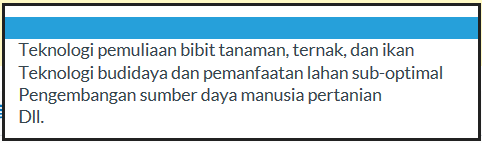 Teknologi pemuliaan bibit tanaman, ternak, dan ikan
Teknologi budidaya dan pemanfaatan lahan sub-optimal
Pengembangan sumber daya manusia pertanian
Dll.